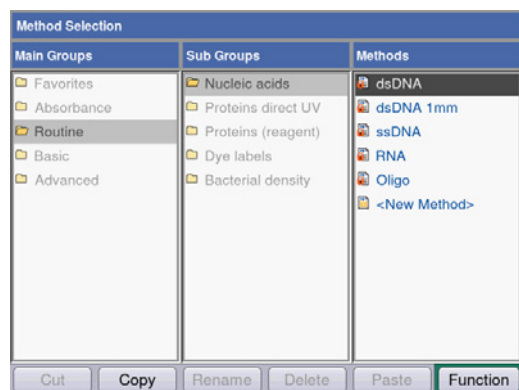 Method Selection
Main Groups
Sub Groups
Methods
Favorites
Absorbance
Routine
Basic
Advanced
Nucleic acids
Proteins direct UV
Proteins (reagent)
Dye labels
Bacterial density
dsDNA
dsDNA 1mm
ssDNA
RNA
Oligo
<New Method>
Cut
Copy
Rename
Delete
Paste
Function